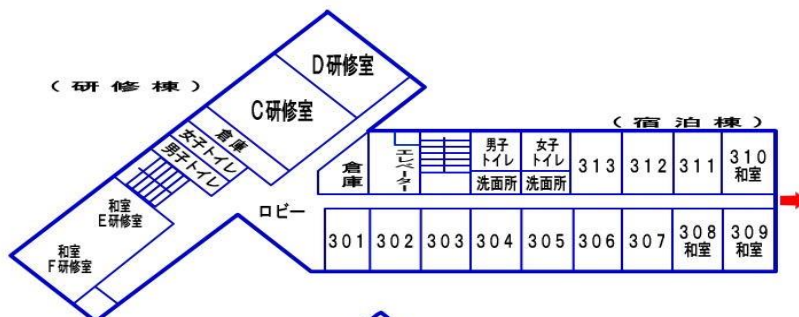 (研修棟)
D研修室
C研修室
倉庫
女子トイレ
男子トイレ
和室
E研修室
和室
F研修室
ロビー
(宿泊棟)
倉庫
エレベーター
男子
トイレ
洗面所
女子
トイレ
洗面所
313
312
311
310
和室
301
302
303
304
305
306
307
308
和室
309
和室